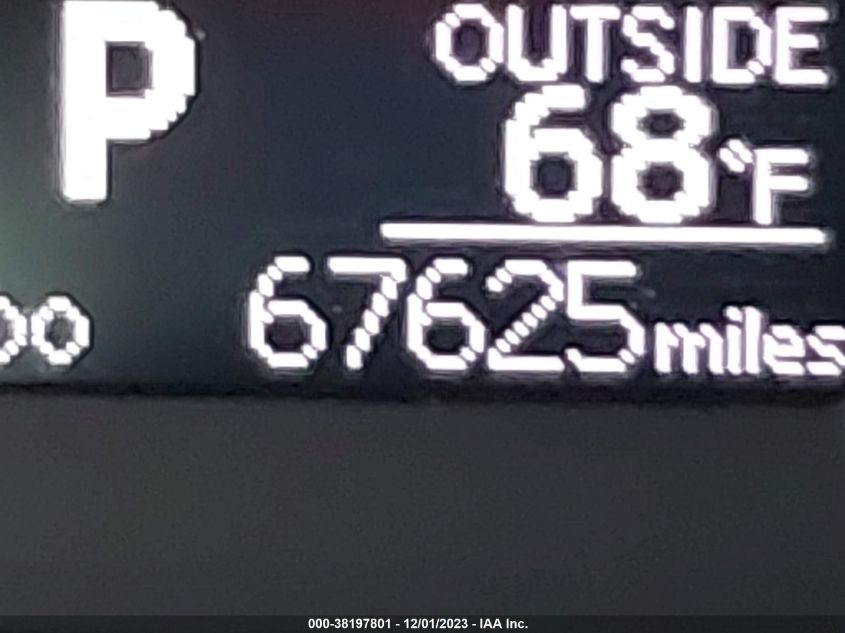 P
OUTSIDE
68°F
67625 miles
000-38197801 - 12/01/2023 - IAA Inc.